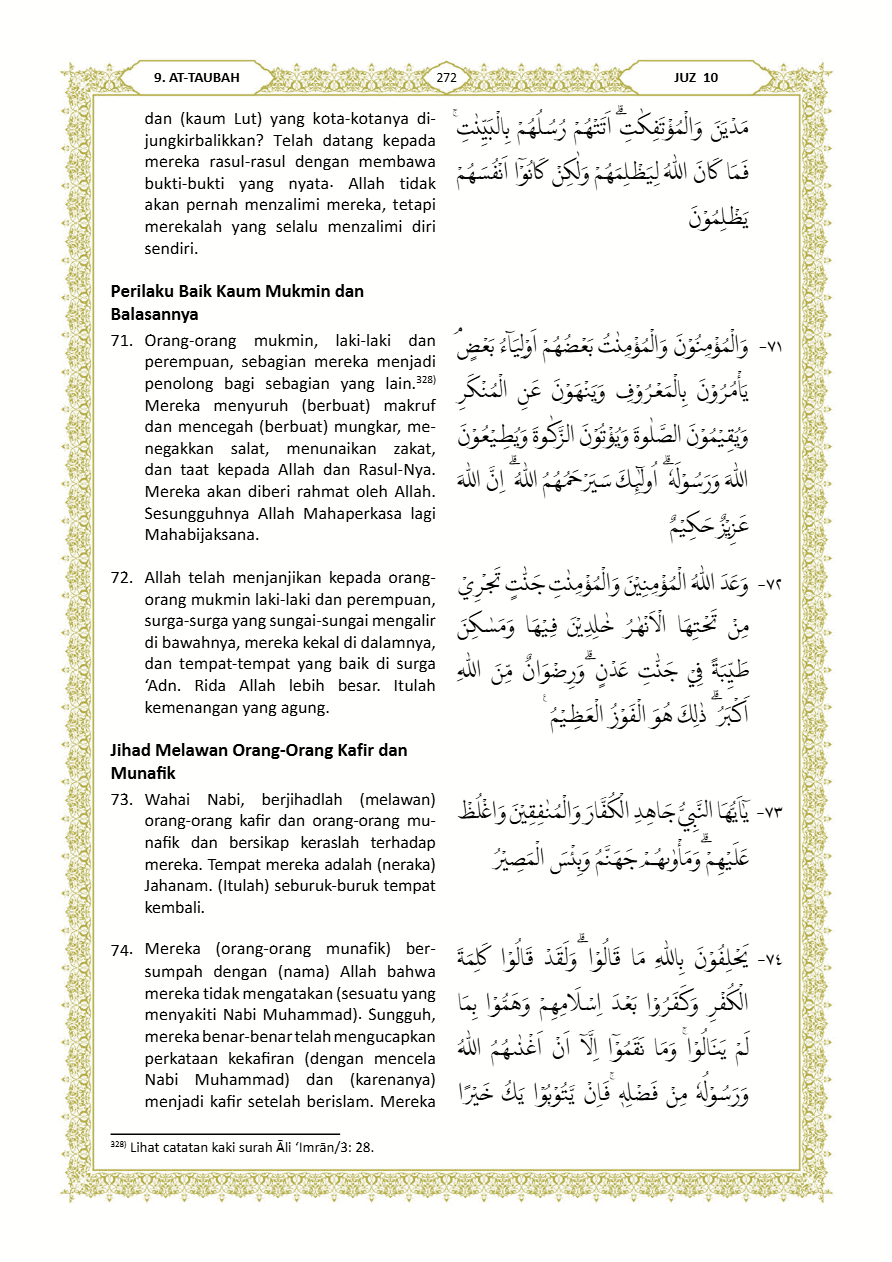 9. AT-TAUBAH
272
JUZ 10
dan (kaum Lut) yang kota-kotanya di-
jungkirbalikkan? Telah datang kepada
mereka rasul-rasul dengan membawa
bukti-bukti yang nyata. Allah tidak
akan pernah menzalimi mereka, tetapi
merekalah yang selalu menzalimi diri
sendiri.
مَدْيَنَ وَالْمُؤْتَفِكٰتِۗ اَتَتْهُمْ رُسُلُهُمْ بِالْبَيِّنٰتِۚ
فَمَا كَانَ اللّٰهُ لِيَظْلِمَهُمْ وَلٰكِنْ كَانُوْٓا اَنْفُسَهُمْ
يَظْلِمُوْنَ
Perilaku Baik Kaum Mukmin dan
Balasannya
71. Orang-orang mukmin, laki-laki dan
perempuan, sebagian mereka menjadi
penolong bagi sebagian yang lain.³²⁸⁾
Mereka menyuruh (berbuat) makruf
dan mencegah (berbuat) mungkar, me-
negakkan salat, menunaikan zakat,
dan taat kepada Allah dan Rasul-Nya.
Mereka akan diberi rahmat oleh Allah.
Sesungguhnya Allah Mahaperkasa lagi
Mahabijaksana.
٧١- وَالْمُؤْمِنُوْنَ وَالْمُؤْمِنٰتُ بَعْضُهُمْ اَوْلِيَاۤءُ بَعْضٍۘ
يَأْمُرُوْنَ بِالْمَعْرُوْفِ وَيَنْهَوْنَ عَنِ الْمُنْكَرِ
وَيُقِيْمُوْنَ الصَّلٰوةَ وَيُؤْتُوْنَ الزَّكٰوةَ وَيُطِيْعُوْنَ
اللّٰهَ وَرَسُوْلَهٗۗ اُولٰۤىِٕكَ سَيَرْحَمُهُمُ اللّٰهُۗ اِنَّ اللّٰهَ
عَزِيْزٌ حَكِيْمٌ
72. Allah telah menjanjikan kepada orang-
orang mukmin laki-laki dan perempuan,
surga-surga yang sungai-sungai mengalir
di bawahnya, mereka kekal di dalamnya,
dan tempat-tempat yang baik di surga
‘Adn. Rida Allah lebih besar. Itulah
kemenangan yang agung.
٧٢- وَعَدَ اللّٰهُ الْمُؤْمِنِيْنَ وَالْمُؤْمِنٰتِ جَنّٰتٍ تَجْرِيْ
مِنْ تَحْتِهَا الْاَنْهٰرُ خٰلِدِيْنَ فِيْهَا وَمَسٰكِنَ
طَيِّبَةً فِيْ جَنّٰتِ عَدْنٍۗ وَرِضْوَانٌ مِّنَ اللّٰهِ
اَكْبَرُۗ ذٰلِكَ هُوَ الْفَوْزُ الْعَظِيْمُۚ
Jihad Melawan Orang-Orang Kafir dan
Munafik
73. Wahai Nabi, berjihadlah (melawan)
orang-orang kafir dan orang-orang mu-
nafik dan bersikap keraslah terhadap
mereka. Tempat mereka adalah (neraka)
Jahanam. (Itulah) seburuk-buruk tempat
kembali.
٧٣- يٰٓاَيُّهَا النَّبِيُّ جَاهِدِ الْكُفَّارَ وَالْمُنٰفِقِيْنَ وَاغْلُظْ
عَلَيْهِمْۗ وَمَأْوٰىهُمْ جَهَنَّمُ وَبِئْسَ الْمَصِيْرُ
74. Mereka (orang-orang munafik) ber-
sumpah dengan (nama) Allah bahwa
mereka tidak mengatakan (sesuatu yang
menyakiti Nabi Muhammad). Sungguh,
mereka benar-benar telah mengucapkan
perkataan kekafiran (dengan mencela
Nabi Muhammad) dan (karenanya)
menjadi kafir setelah berislam. Mereka
٧٤- يَحْلِفُوْنَ بِاللّٰهِ مَا قَالُوْاۗ وَلَقَدْ قَالُوْا كَلِمَةَ
الْكُفْرِ وَكَفَرُوْا بَعْدَ اِسْلَامِهِمْ وَهَمُّوْا بِمَا
لَمْ يَنَالُوْاۚ وَمَا نَقَمُوْٓا اِلَّآ اَنْ اَغْنٰىهُمُ اللّٰهُ
وَرَسُوْلُهٗ مِنْ فَضْلِهٖۚ فَاِنْ يَّتُوْبُوْا يَكُ خَيْرًا
³²⁸⁾ Lihat catatan kaki surah Āli ‘Imrān/3: 28.